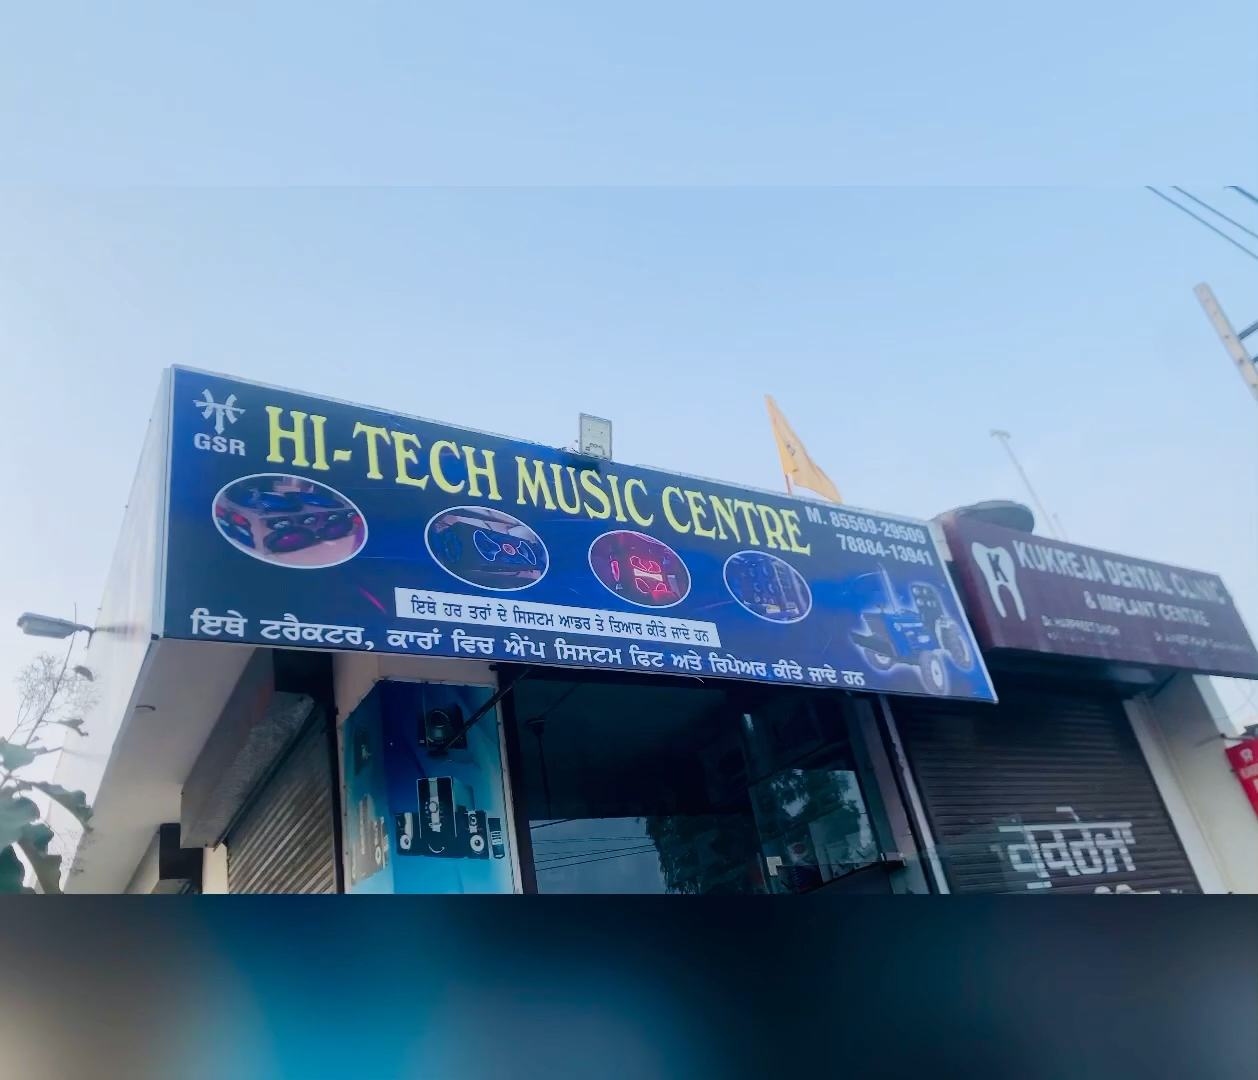 GSR
HI-TECH MUSIC CENTRE
M. 85569-29509
78884-13941
ਇਥੇ ਹਰ ਤਰਾਂ ਦੇ ਸਿਸਟਮ ਆਡਰ ਤੇ ਤਿਆਰ ਕੀਤੇ ਜਾਦੇ ਹਨ
ਇਥੇ ਟਰੈਕਟਰ, ਕਾਰਾਂ ਵਿਚ ਐਂਪ ਸਿਸਟਮ ਫਿਟ ਅਤੇ ਰਿਪੇਅਰ ਕੀਤੇ ਜਾਦੇ ਹਨ
K
KUKREJA DENTAL CLINIC
& IMPLANT CENTRE
ਕੁਕਰੇਜਾ